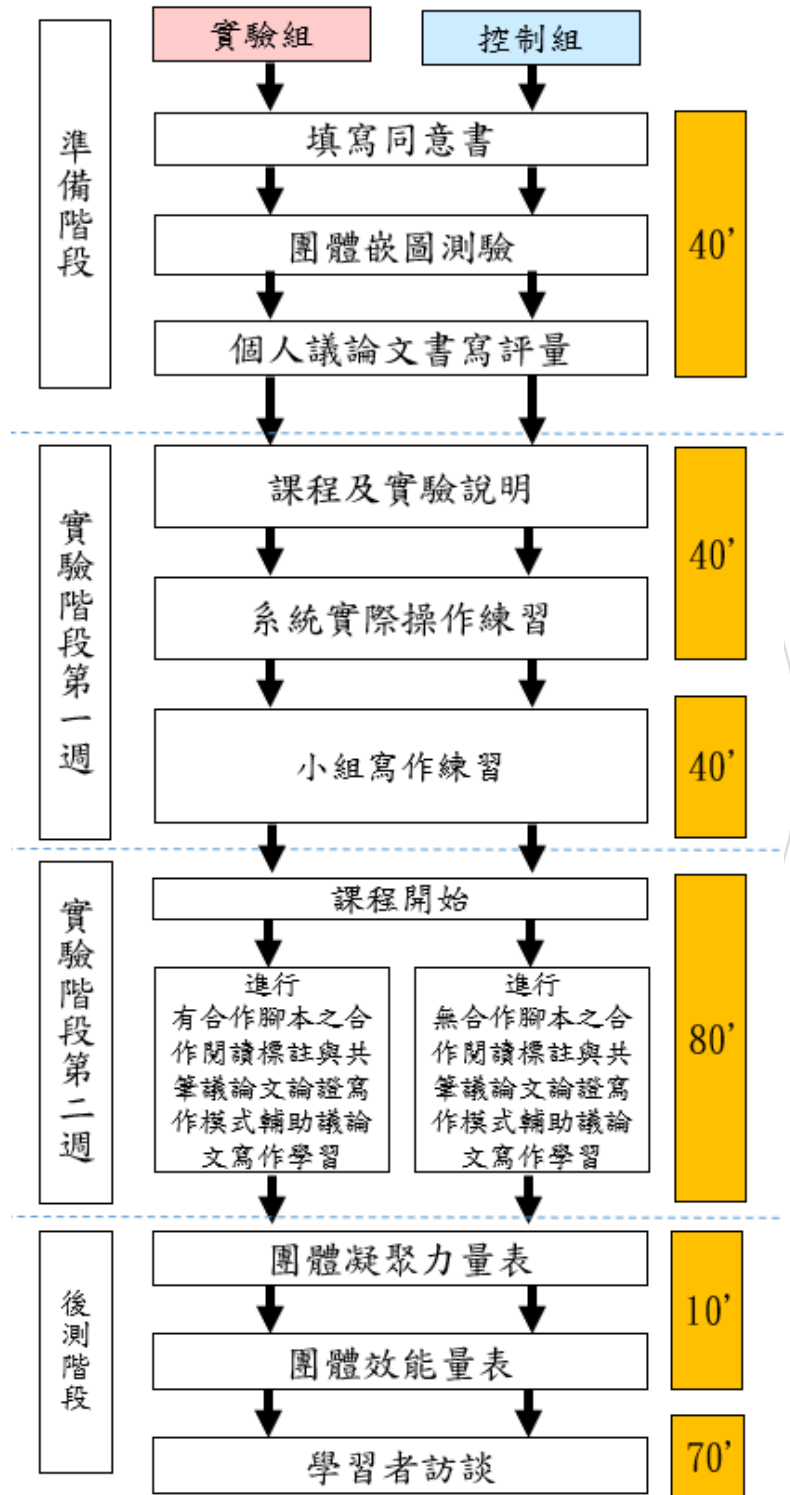 實驗組
控制組
準備階段
填寫同意書
團體嵌圖測驗
個人議論文書寫評量
40’
實驗階段第一週
課程及實驗說明
系統實際操作練習
40’
小組寫作練習
40’
實驗階段第二週
課程開始
進行
有合作腳本之合
作閱讀標註與共
筆議論文論證寫
作模式輔助議論
文寫作學習
進行
無合作腳本之合
作閱讀標註與共
筆議論文論證寫
作模式輔助議論
文寫作學習
80’
後測階段
團體凝聚力量表
團體效能量表
10’
學習者訪談
70’